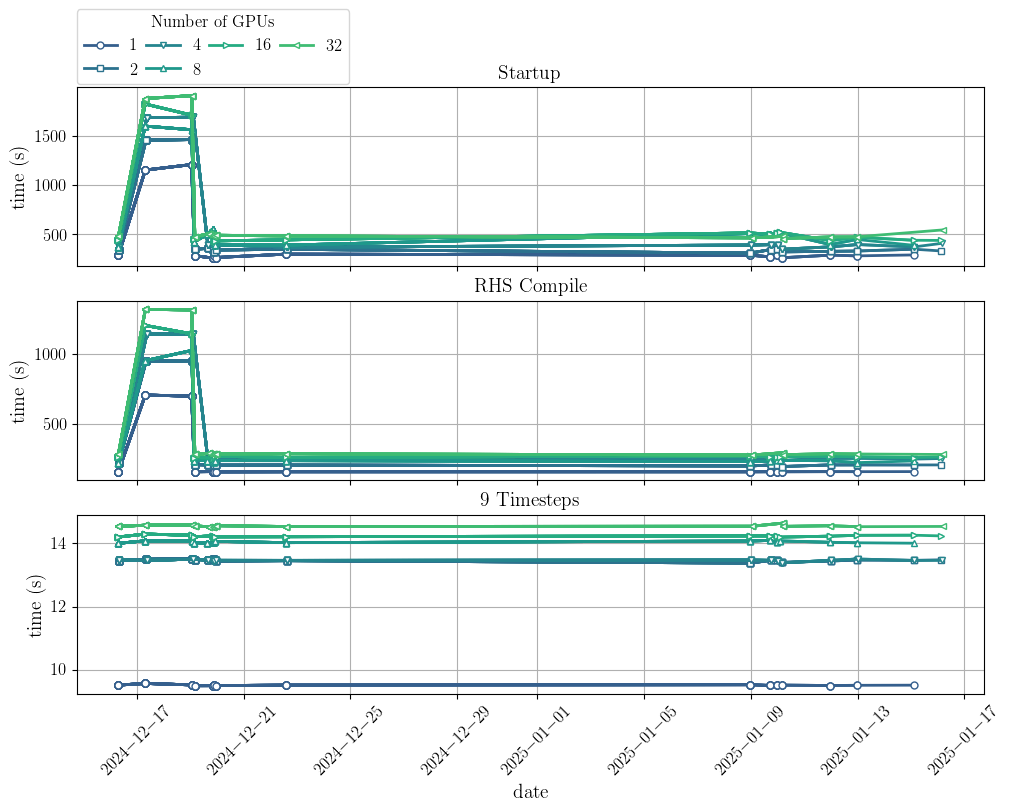 Number of GPUs
1 4 16 32
2 8
Startup
time (s)
1500
1000
500
RHS Compile
time (s)
1000
500
9 Timesteps
time (s)
14
12
10
2024−12−17
2024−12−21
2024−12−25
2024−12−29
2025−01−01
2025−01−05
2025−01−09
2025−01−13
2025−01−17
date